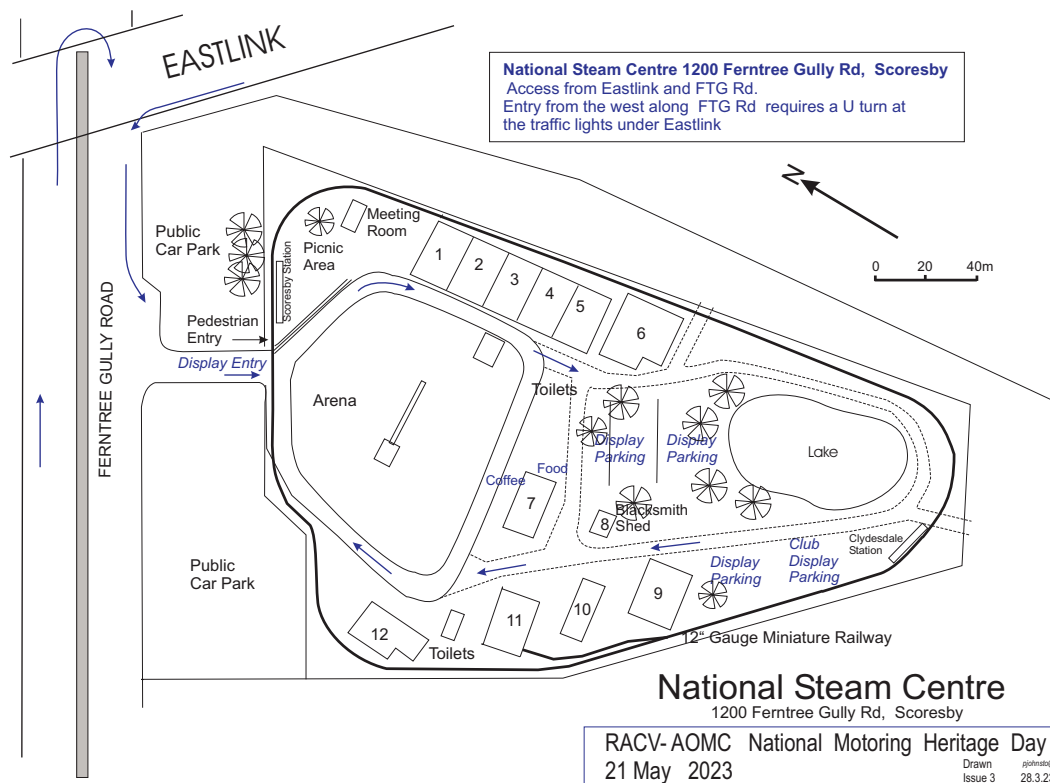 EASTLINK
National Steam Centre 1200 Ferntree Gully Rd, Scoresby
Access from Eastlink and FTG Rd.
Entry from the west along FTG Rd requires a U turn at
the traffic lights under Eastlink
N
0 20 40m
Public
Car Park
Picnic
Area
Meeting
Room
Scoresby Station
1
2
3
4
5
6
Pedestrian
Entry
Display Entry
FERNTREE GULLY ROAD
Arena
Toilets
Display
Parking
Display
Parking
Lake
Coffee
Food
7
8
Blacksmith
Shed
Clydesdale
Station
Display
Parking
Club
Display
Parking
Public
Car Park
9
10
11
12
Toilets
12“ Gauge Miniature Railway
National Steam Centre
1200 Ferntree Gully Rd, Scoresby
RACV- AOMC National Motoring Heritage Day
21 May 2023
Drawn
Issue 3 28.3.23